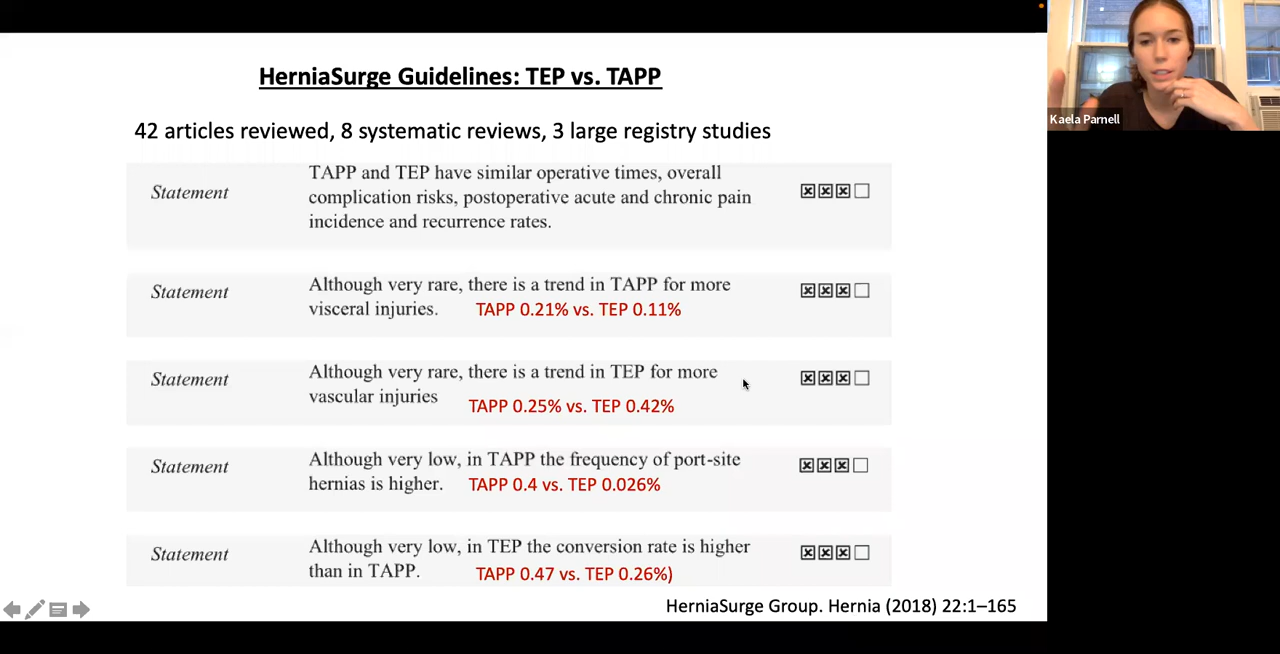 HerniaSurge Guidelines: TEP vs. TAPP
Kaela Parnell
42 articles reviewed, 8 systematic reviews, 3 large registry studies
Statement
TAPP and TEP have similar operative times, overall
complication risks, postoperative acute and chronic pain
incidence and recurrence rates.
Statement
Although very rare, there is a trend in TAPP for more
visceral injuries. TAPP 0.21% vs. TEP 0.11%
Statement
Although very rare, there is a trend in TEP for more
vascular injuries TAPP 0.25% vs. TEP 0.42%
Statement
Although very low, in TAPP the frequency of port-site
hernias is higher. TAPP 0.4 vs. TEP 0.026%
Statement
Although very low, in TEP the conversion rate is higher
than in TAPP. TAPP 0.47 vs. TEP 0.26%)
HerniaSurge Group. Hernia (2018) 22:1–165